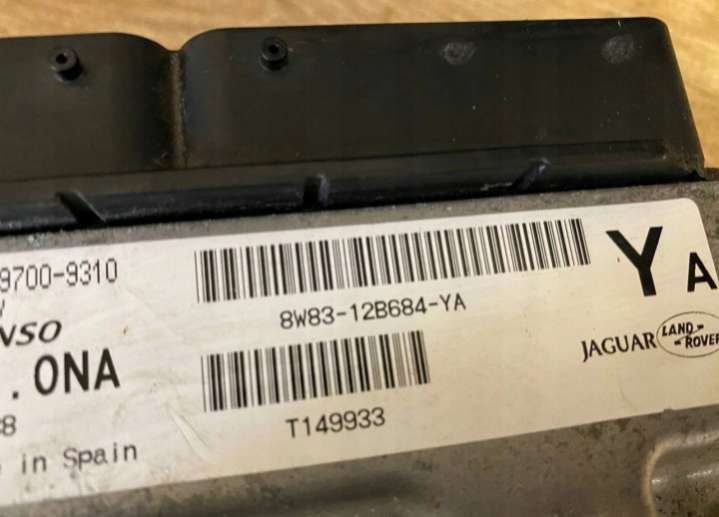 9700-9310
8W83-12B684-YA
YA
NSO
.0NA
JAGUAR LAND ROVER
8
T149933
in Spain